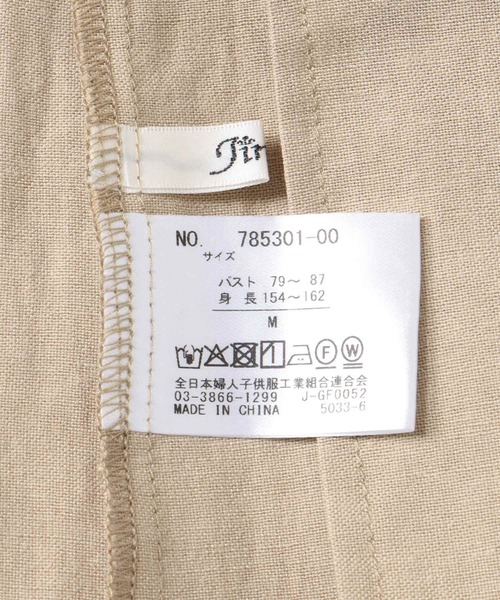 NO. 785301-00
サイズ
バスト 79～ 87
身 長 154～162
M
F W
全日本婦人子供服工業組合連合会
03-3866-1299 J-GF0052
MADE IN CHINA 5033-6